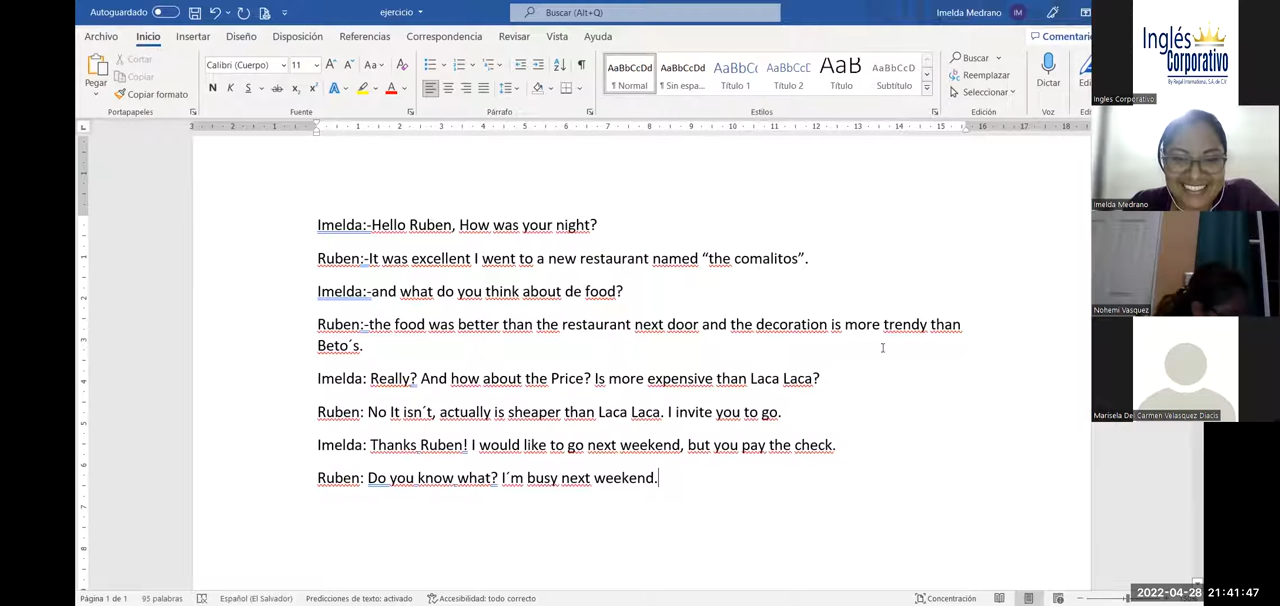 Autoguardado
ejercicio
Buscar (Alt+Q)
Imelda Medrano
IM
Archivo Inicio Insertar Diseño Disposición Referencias Correspondencia Revisar Vista Ayuda
Pegar
Cortar
Copiar
Copiar formato
Portapapeles
Calibri (Cuerpo) 11
Fuente
Párrafo
AaBbCcDd AaBbCcDd
¶ Normal ¶ Sin espa... Título 1 Título 2 Título Subtítulo
Estilos
Buscar
Reemplazar
Seleccionar
Edición
Dictar
Voz
Imelda:-Hello Ruben, How was your night?
Ruben:-It was excellent I went to a new restaurant named “the comalitos”.
Imelda:-and what do you think about de food?
Ruben:-the food was better than the restaurant next door and the decoration is more trendy than
Beto´s.
Imelda: Really? And how about the Price? Is more expensive than Laca Laca?
Ruben: No It isn´t, actually is sheaper than Laca Laca. I invite you to go.
Imelda: Thanks Ruben! I would like to go next weekend, but you pay the check.
Ruben: Do you know what? I´m busy next weekend.
Página 1 de 1 95 palabras Español (El Salvador) Predicciones de texto: activado Accesibilidad: todo correcto Concentración
Inglés
Corporativo
By Regal International, S.A. de C.V.
Ingles Corporativo
Imelda Medrano
Nohemi Vasquez
Marisela De Carmen Velasquez Diacis
2022-04-28 21:41:47